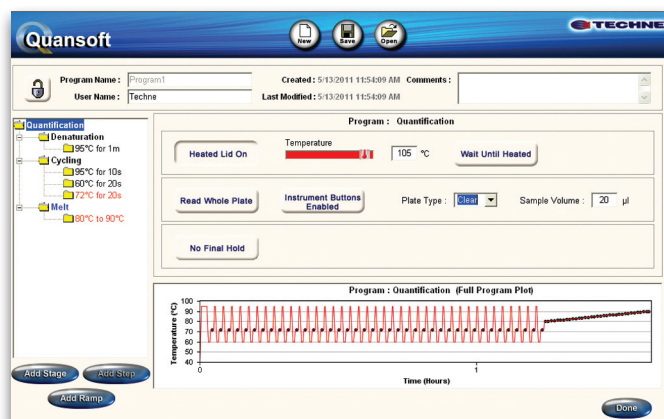 Quansoft
New
Save
Open
TECHNE
Program Name : Program1
Created : 5/13/2011 11:54:09 AM
Comments :
User Name : Techne
Last Modified : 5/13/2011 11:54:09 AM
Quantification
Denaturation
95°C for 1m
Cycling
95°C for 10s
60°C for 20s
72°C for 20s
Melt
80°C to 90°C
Add Stage
Add Step
Add Ramp
Program : Quantification
Heated Lid On
Temperature
105 °C
Wait Until Heated
Read Whole Plate
Instrument Buttons
Enabled
Plate Type : Clear
Sample Volume : 20 µl
No Final Hold
Program : Quantification (Full Program Plot)
Temperature (°C)
100
90
80
70
60
50
40
0
1
Time (Hours)
Done